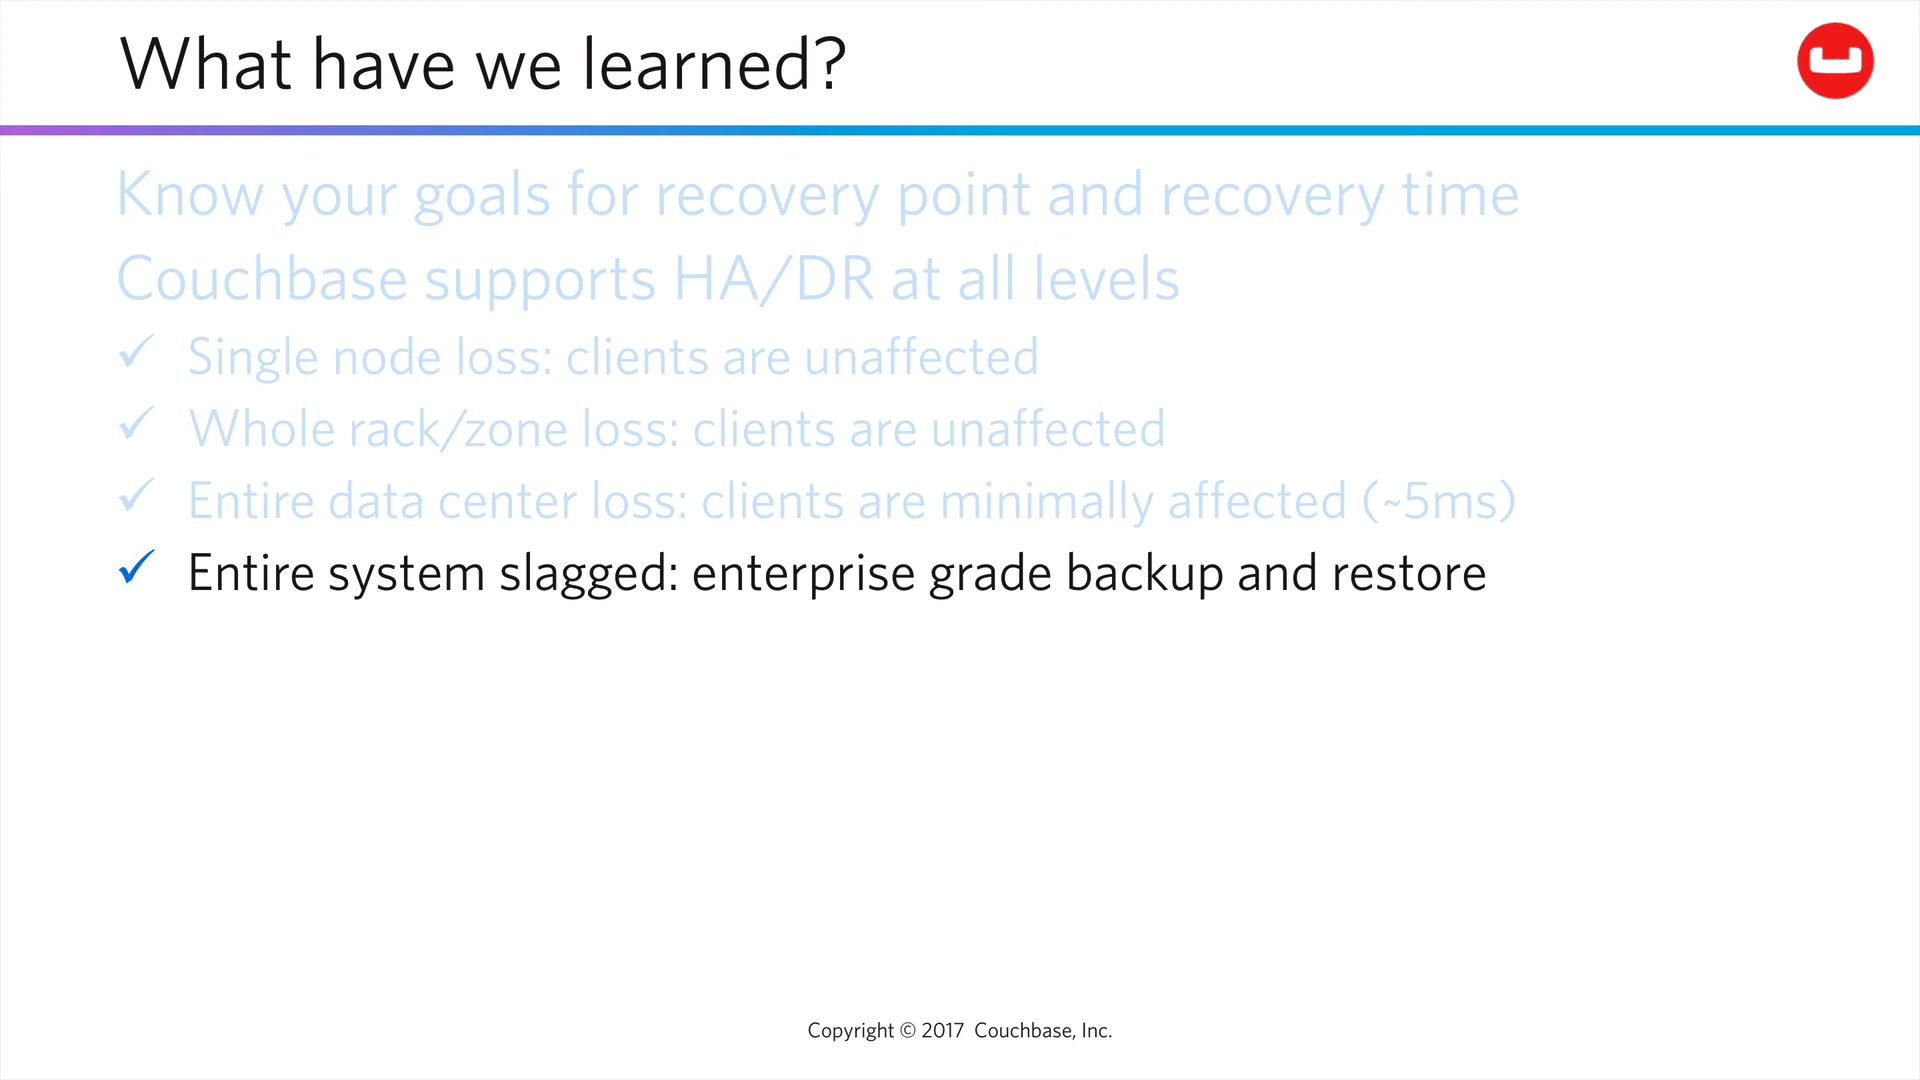 What have we learned?
Know your goals for recovery point and recovery time
Couchbase supports HA/DR at all levels
✓ Single node loss: clients are unaffected
✓ Whole rack/zone loss: clients are unaffected
✓ Entire data center loss: clients are minimally affected (~5ms)
✓ Entire system slagged: enterprise grade backup and restore
Copyright © 2017 Couchbase, Inc.